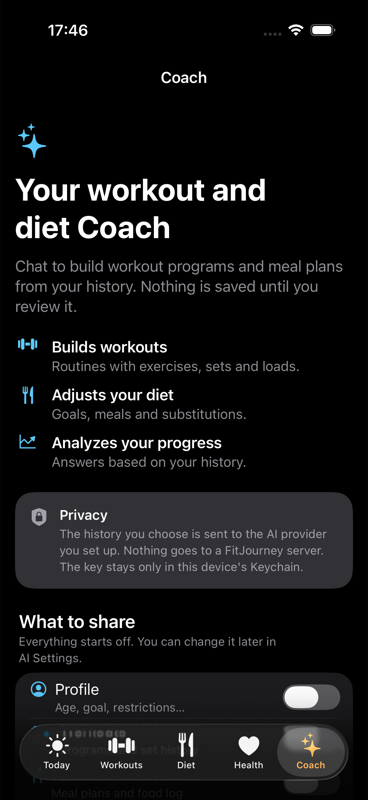 17:46
Coach
Your workout and
diet Coach
Chat to build workout programs and meal plans
from your history. Nothing is saved until you
review it.
Builds workouts
Routines with exercises, sets and loads.
Adjusts your diet
Goals, meals and substitutions.
Analyzes your progress
Answers based on your history.
Privacy
The history you choose is sent to the AI provider
you set up. Nothing goes to a FitJourney server.
The key stays only in this device's Keychain.
What to share
Everything starts off. You can change it later in
AI Settings.
Profile
Age, goal, restrictions...
Today
Workouts
Diet
Health
Coach
Meal plans and food log